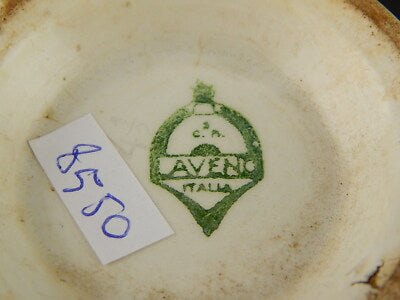 S
C. A.
LAVENO
ITALIA
8550